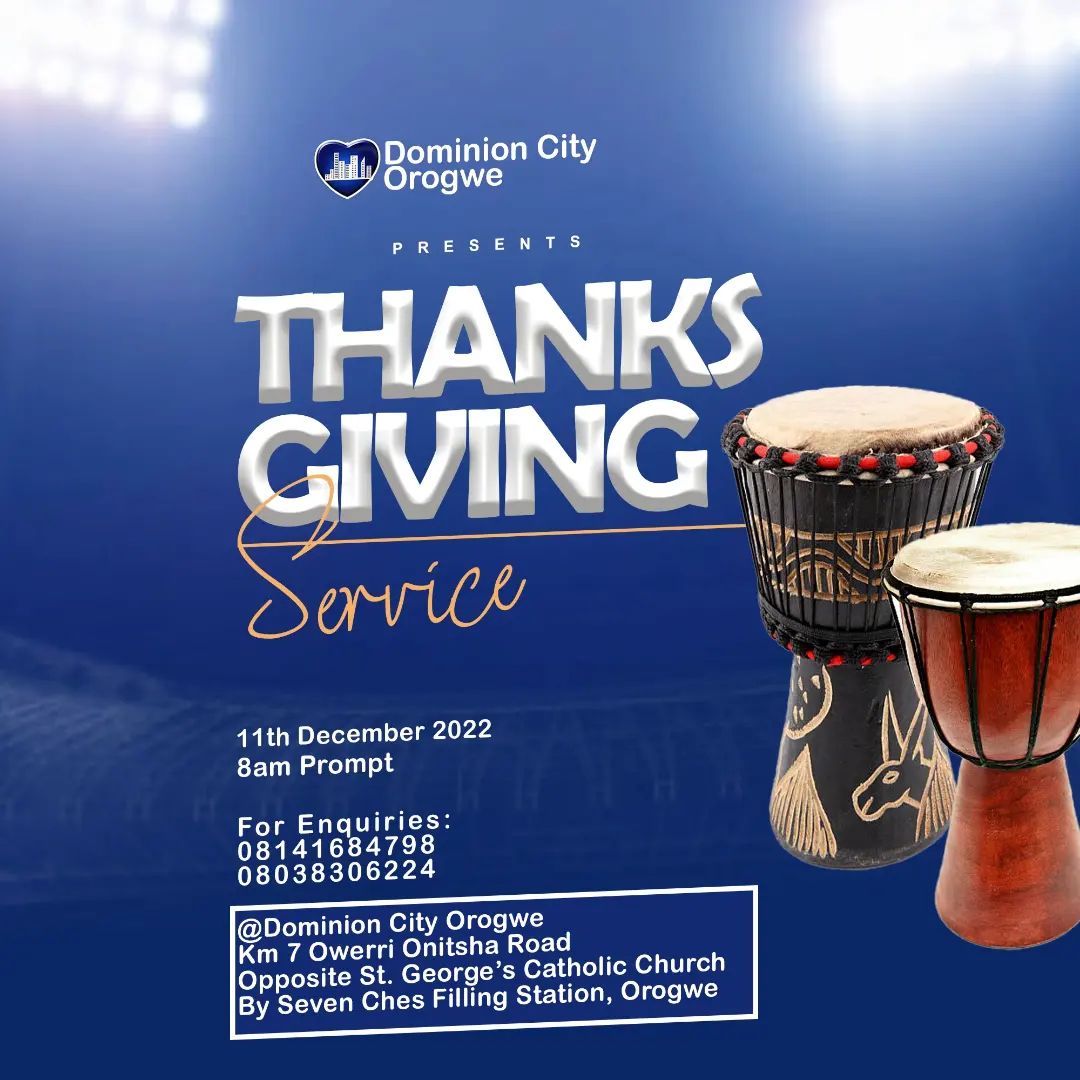 Dominion City
Orogwe
PRESENTS
THANKS
GIVING
Service
11th December 2022
8am Prompt
For Enquiries:
08141684798
08038306224
@Dominion City Orogwe
Km 7 Owerri Onitsha Road
Opposite St. George's Catholic Church
By Seven Ches Filling Station, Orogwe